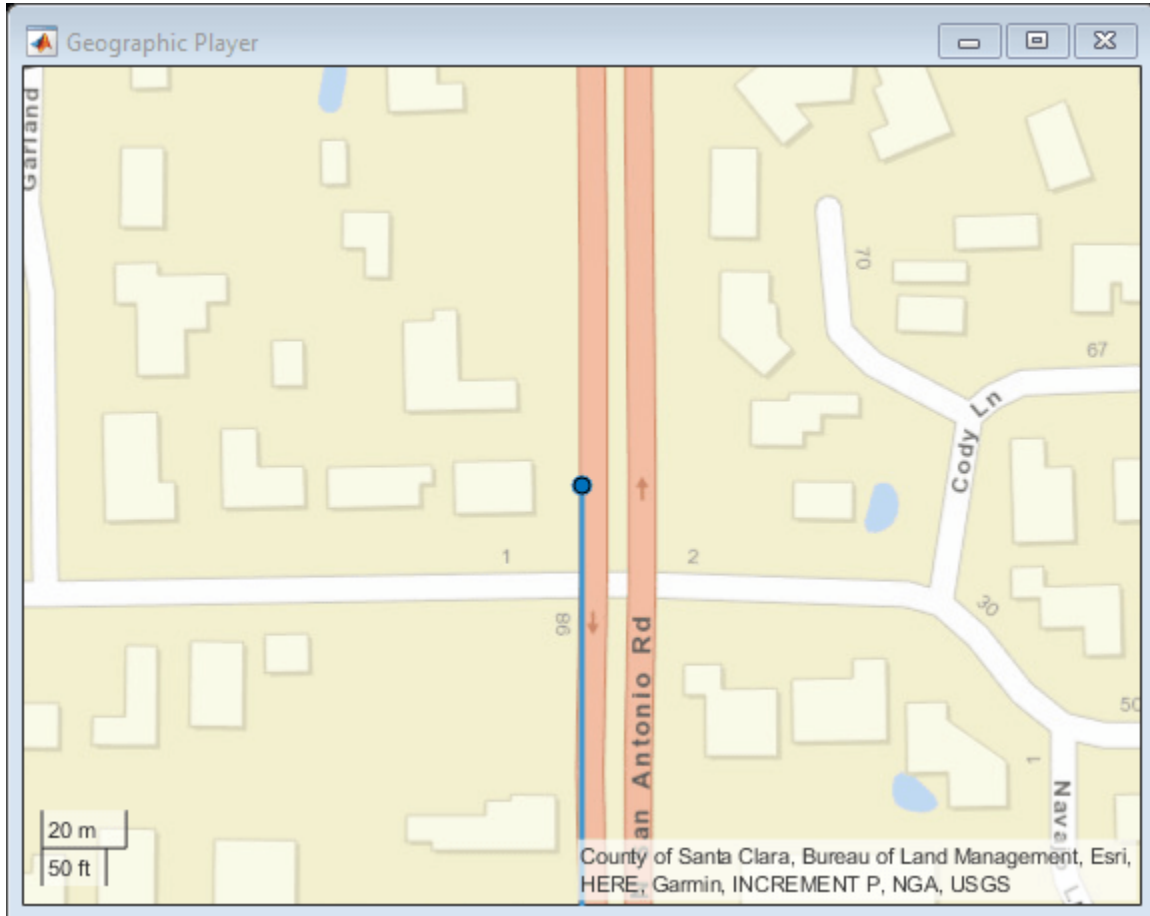 Geographic Player
Garland
70
67
Cody Ln
1
2
30
98
San Antonio Rd
50
1
Navajo L
20 m
50 ft
County of Santa Clara, Bureau of Land Management, Esri,
HERE, Garmin, INCREMENT P, NGA, USGS